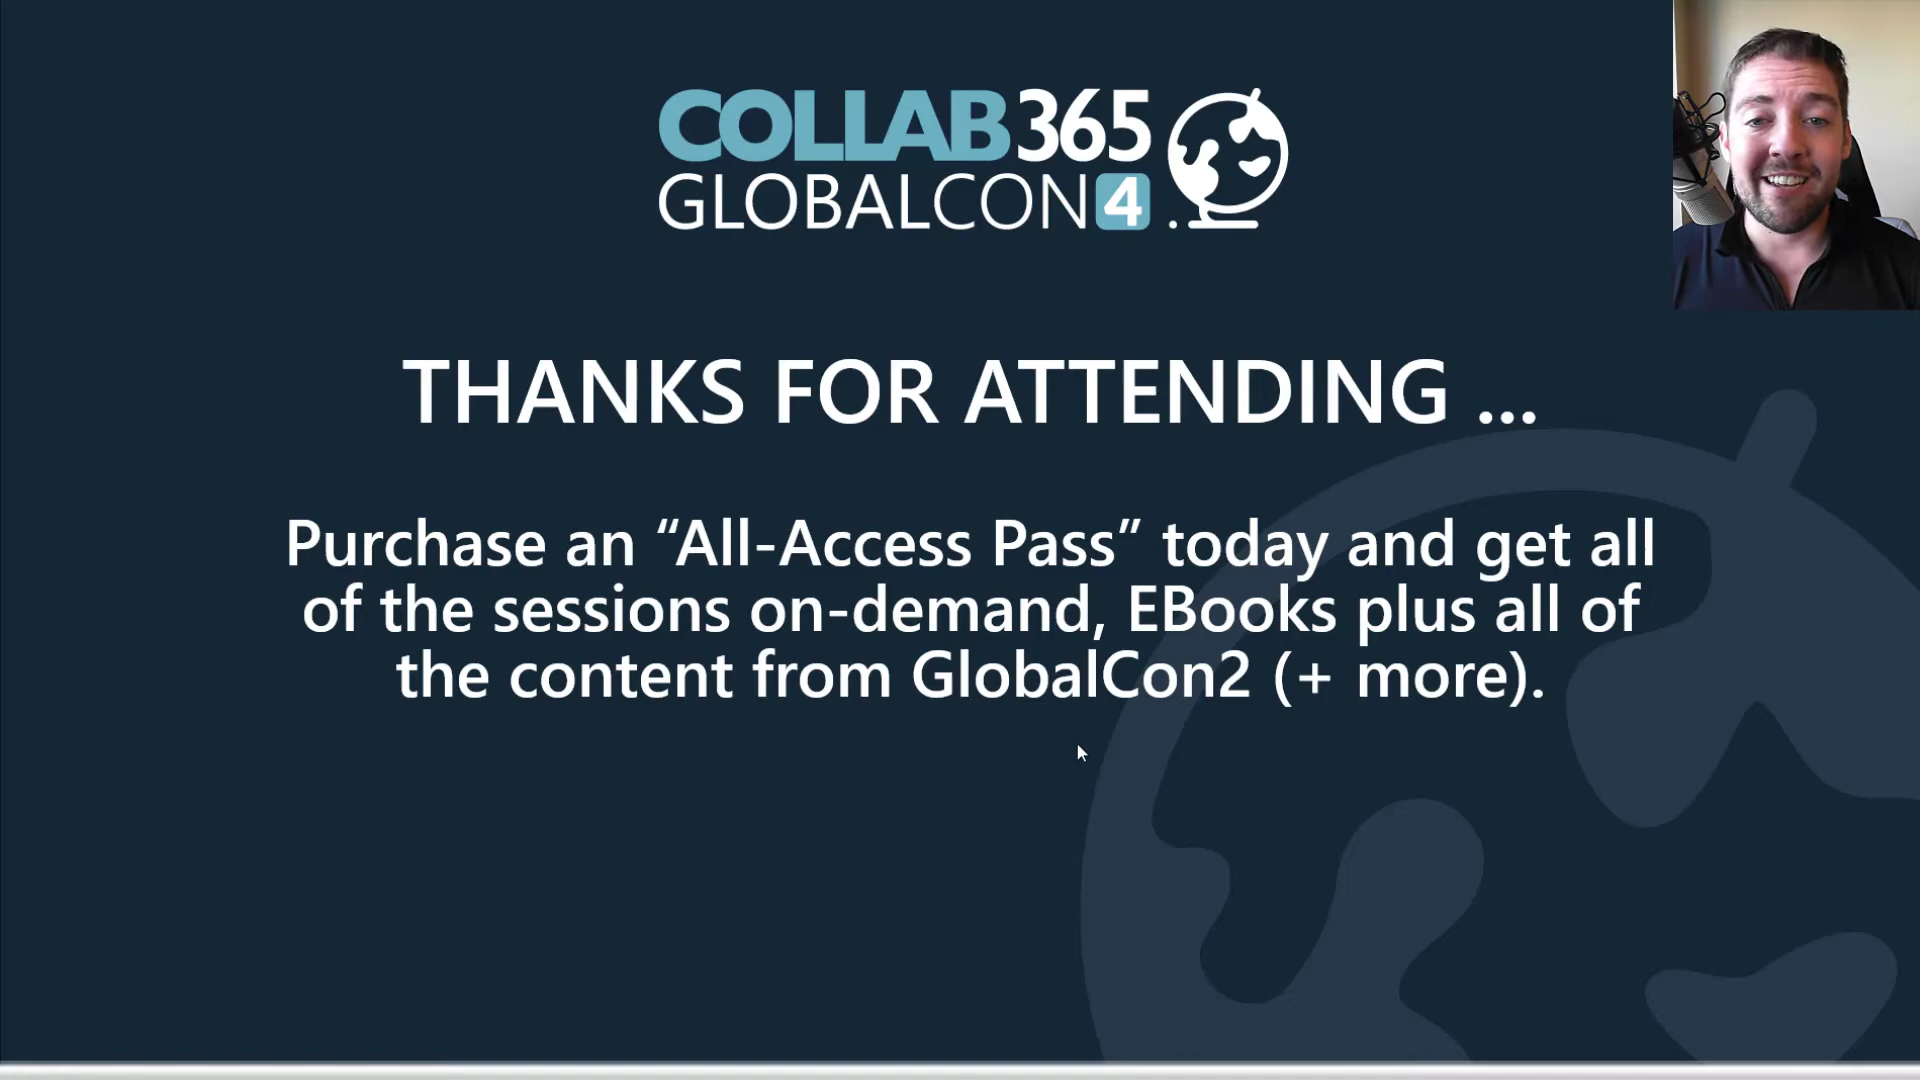 COLLAB365
GLOBALCON4
THANKS FOR ATTENDING ...
Purchase an “All-Access Pass” today and get all
of the sessions on-demand, EBooks plus all of
the content from GlobalCon2 (+ more).